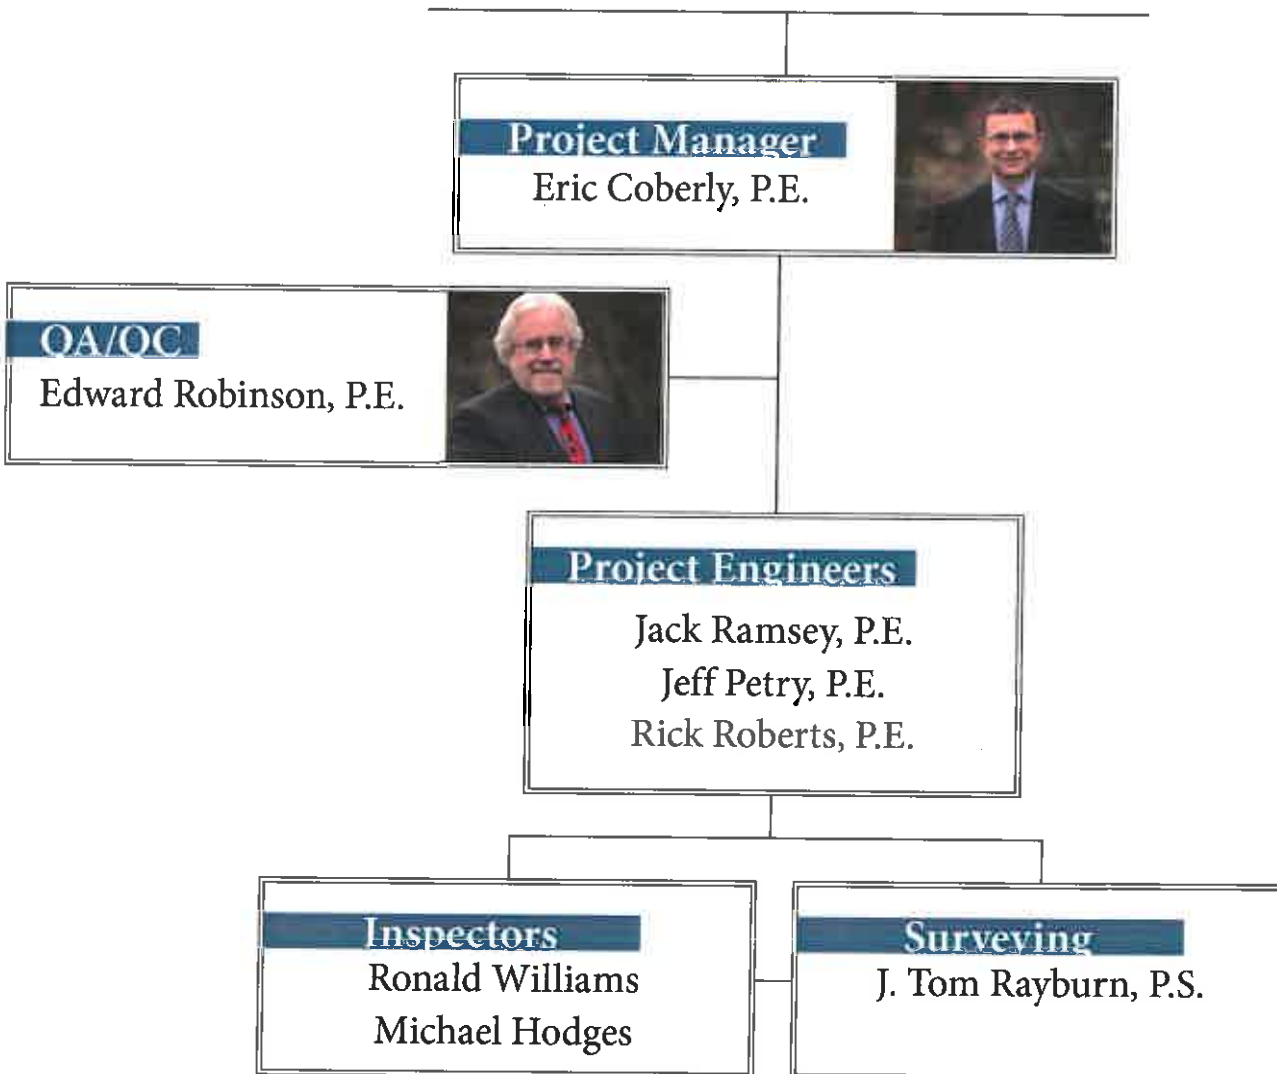 Project Manager
Eric Coberly, P.E.
QA/QC
Edward Robinson, P.E.
Project Engineers
Jack Ramsey, P.E.
Jeff Petry, P.E.
Rick Roberts, P.E.
Inspectors
Ronald Williams
Michael Hodges
Surveying
J. Tom Rayburn, P.S.